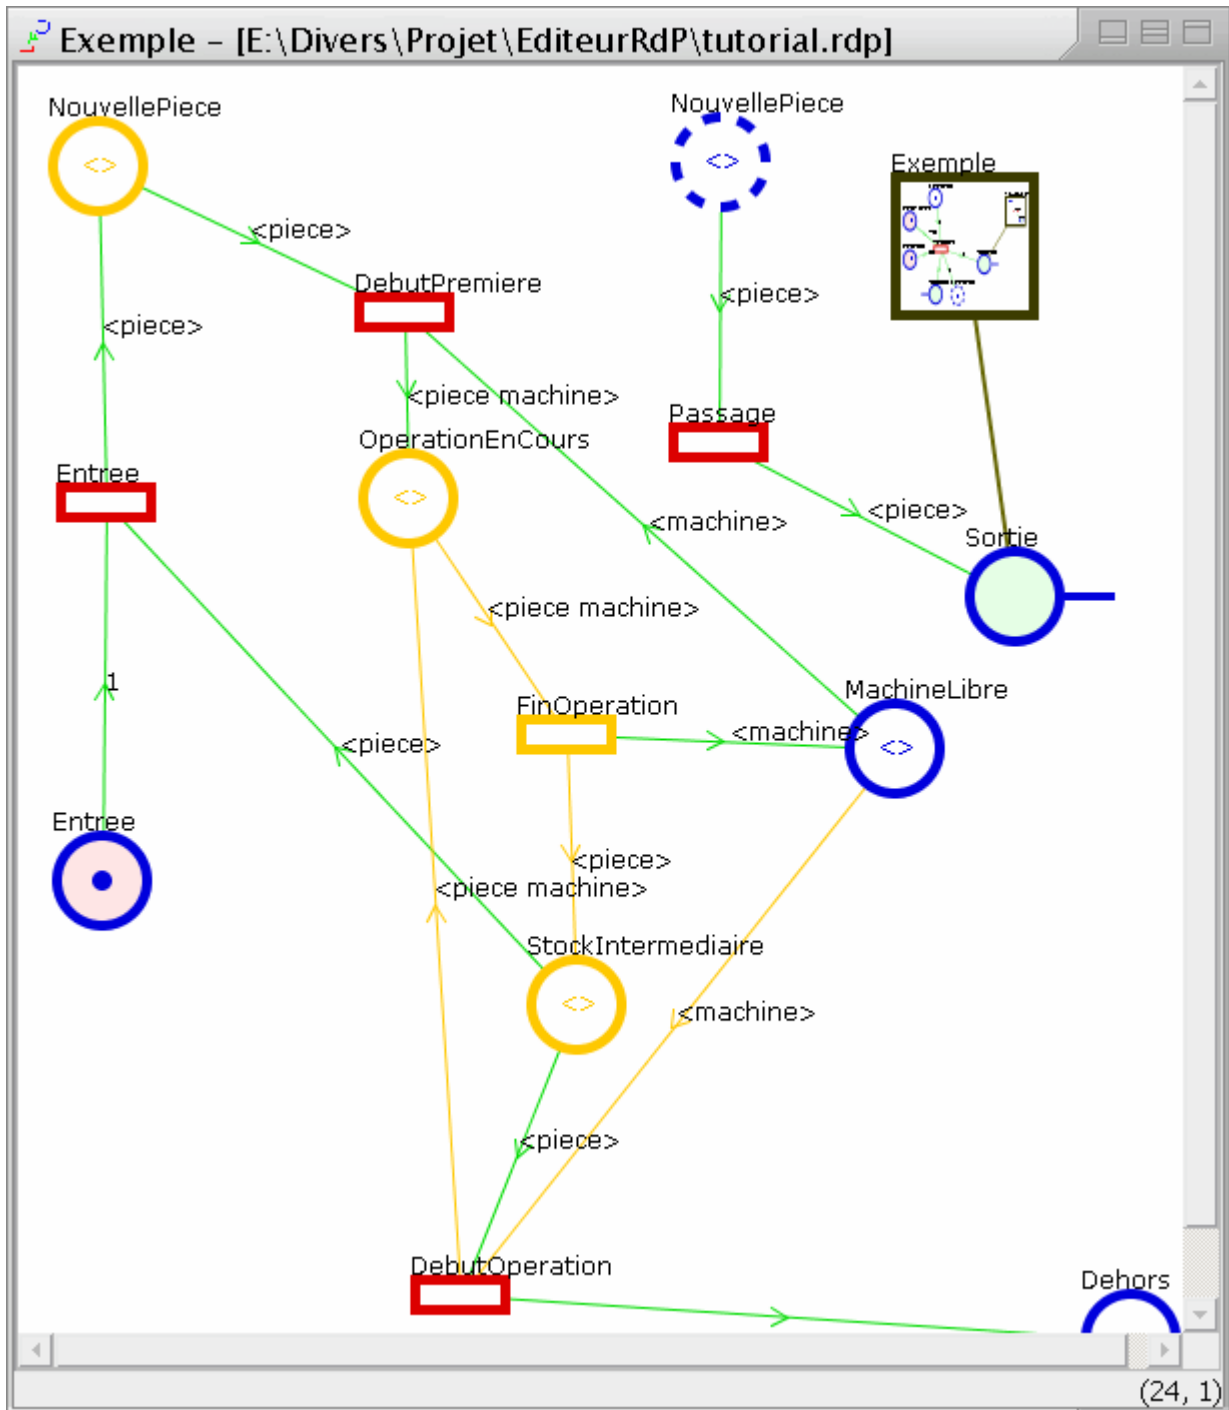 Exemple – [E:\Divers\Projet\EditeurRdP\tutorial.rdp]
NouvellePiece
<>
NouvellePiece
<>
Exemple
<piece>
DebutPremiere
<piece>
<piece>
<piece machine>
Passage
OperationEnCours
<>
Entree
<piece>
<machine>
Sortie
<piece machine>
1
MachineLibre
<>
FinOperation
<machine>
<piece>
Entree
<piece>
<piece machine>
StockIntermediaire
<>
<machine>
<piece>
DebutOperation
Dehors
(24, 1)